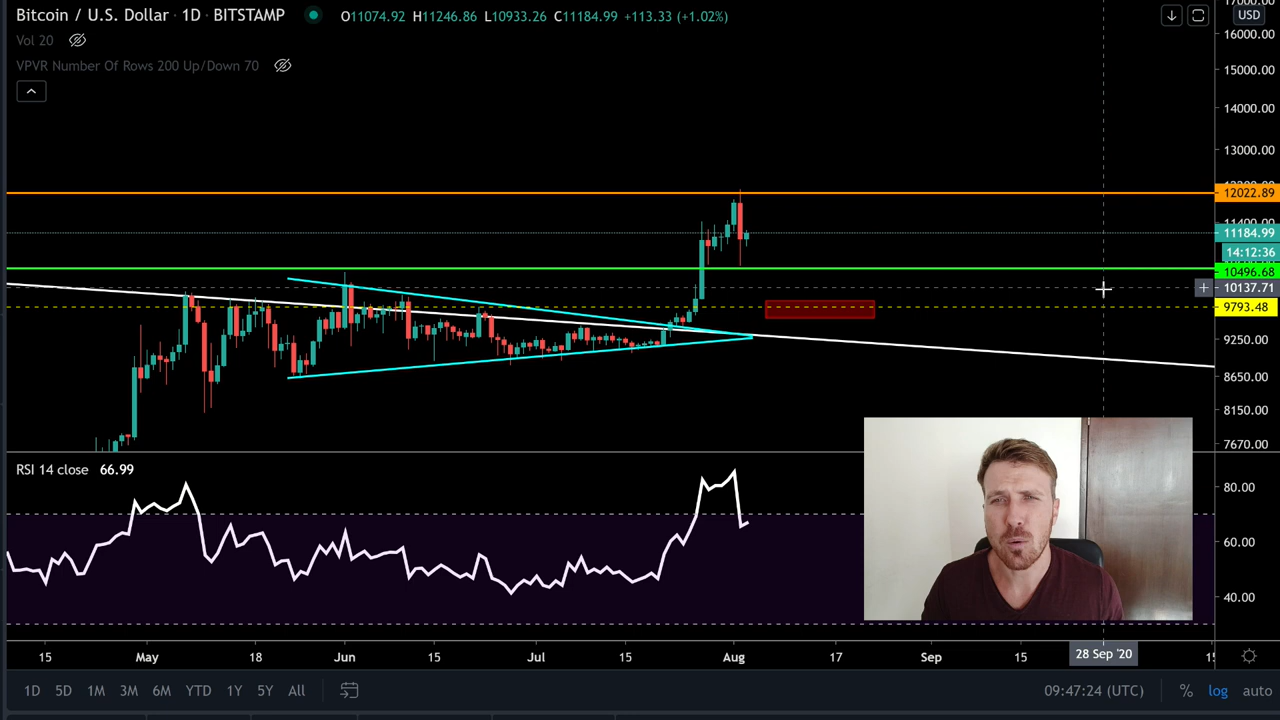 Bitcoin / U.S. Dollar · 1D · BITSTAMP O11074.92 H11246.86 L10933.26 C11184.99 +113.33 (+1.02%)
Vol 20
VPVR Number Of Rows 200 Up/Down 70
USD
16000.00
15000.00
14000.00
13000.00
12022.89
11400.00
11184.99
14:12:36
10496.68
+ 10137.71
9793.48
9250.00
8650.00
8150.00
7670.00
RSI 14 close 66.99
80.00
60.00
40.00
15 May 18 Jun 15 Jul 15 Aug 17 Sep 15 28 Sep '20
1D 5D 1M 3M 6M YTD 1Y 5Y All 09:47:24 (UTC) % log auto